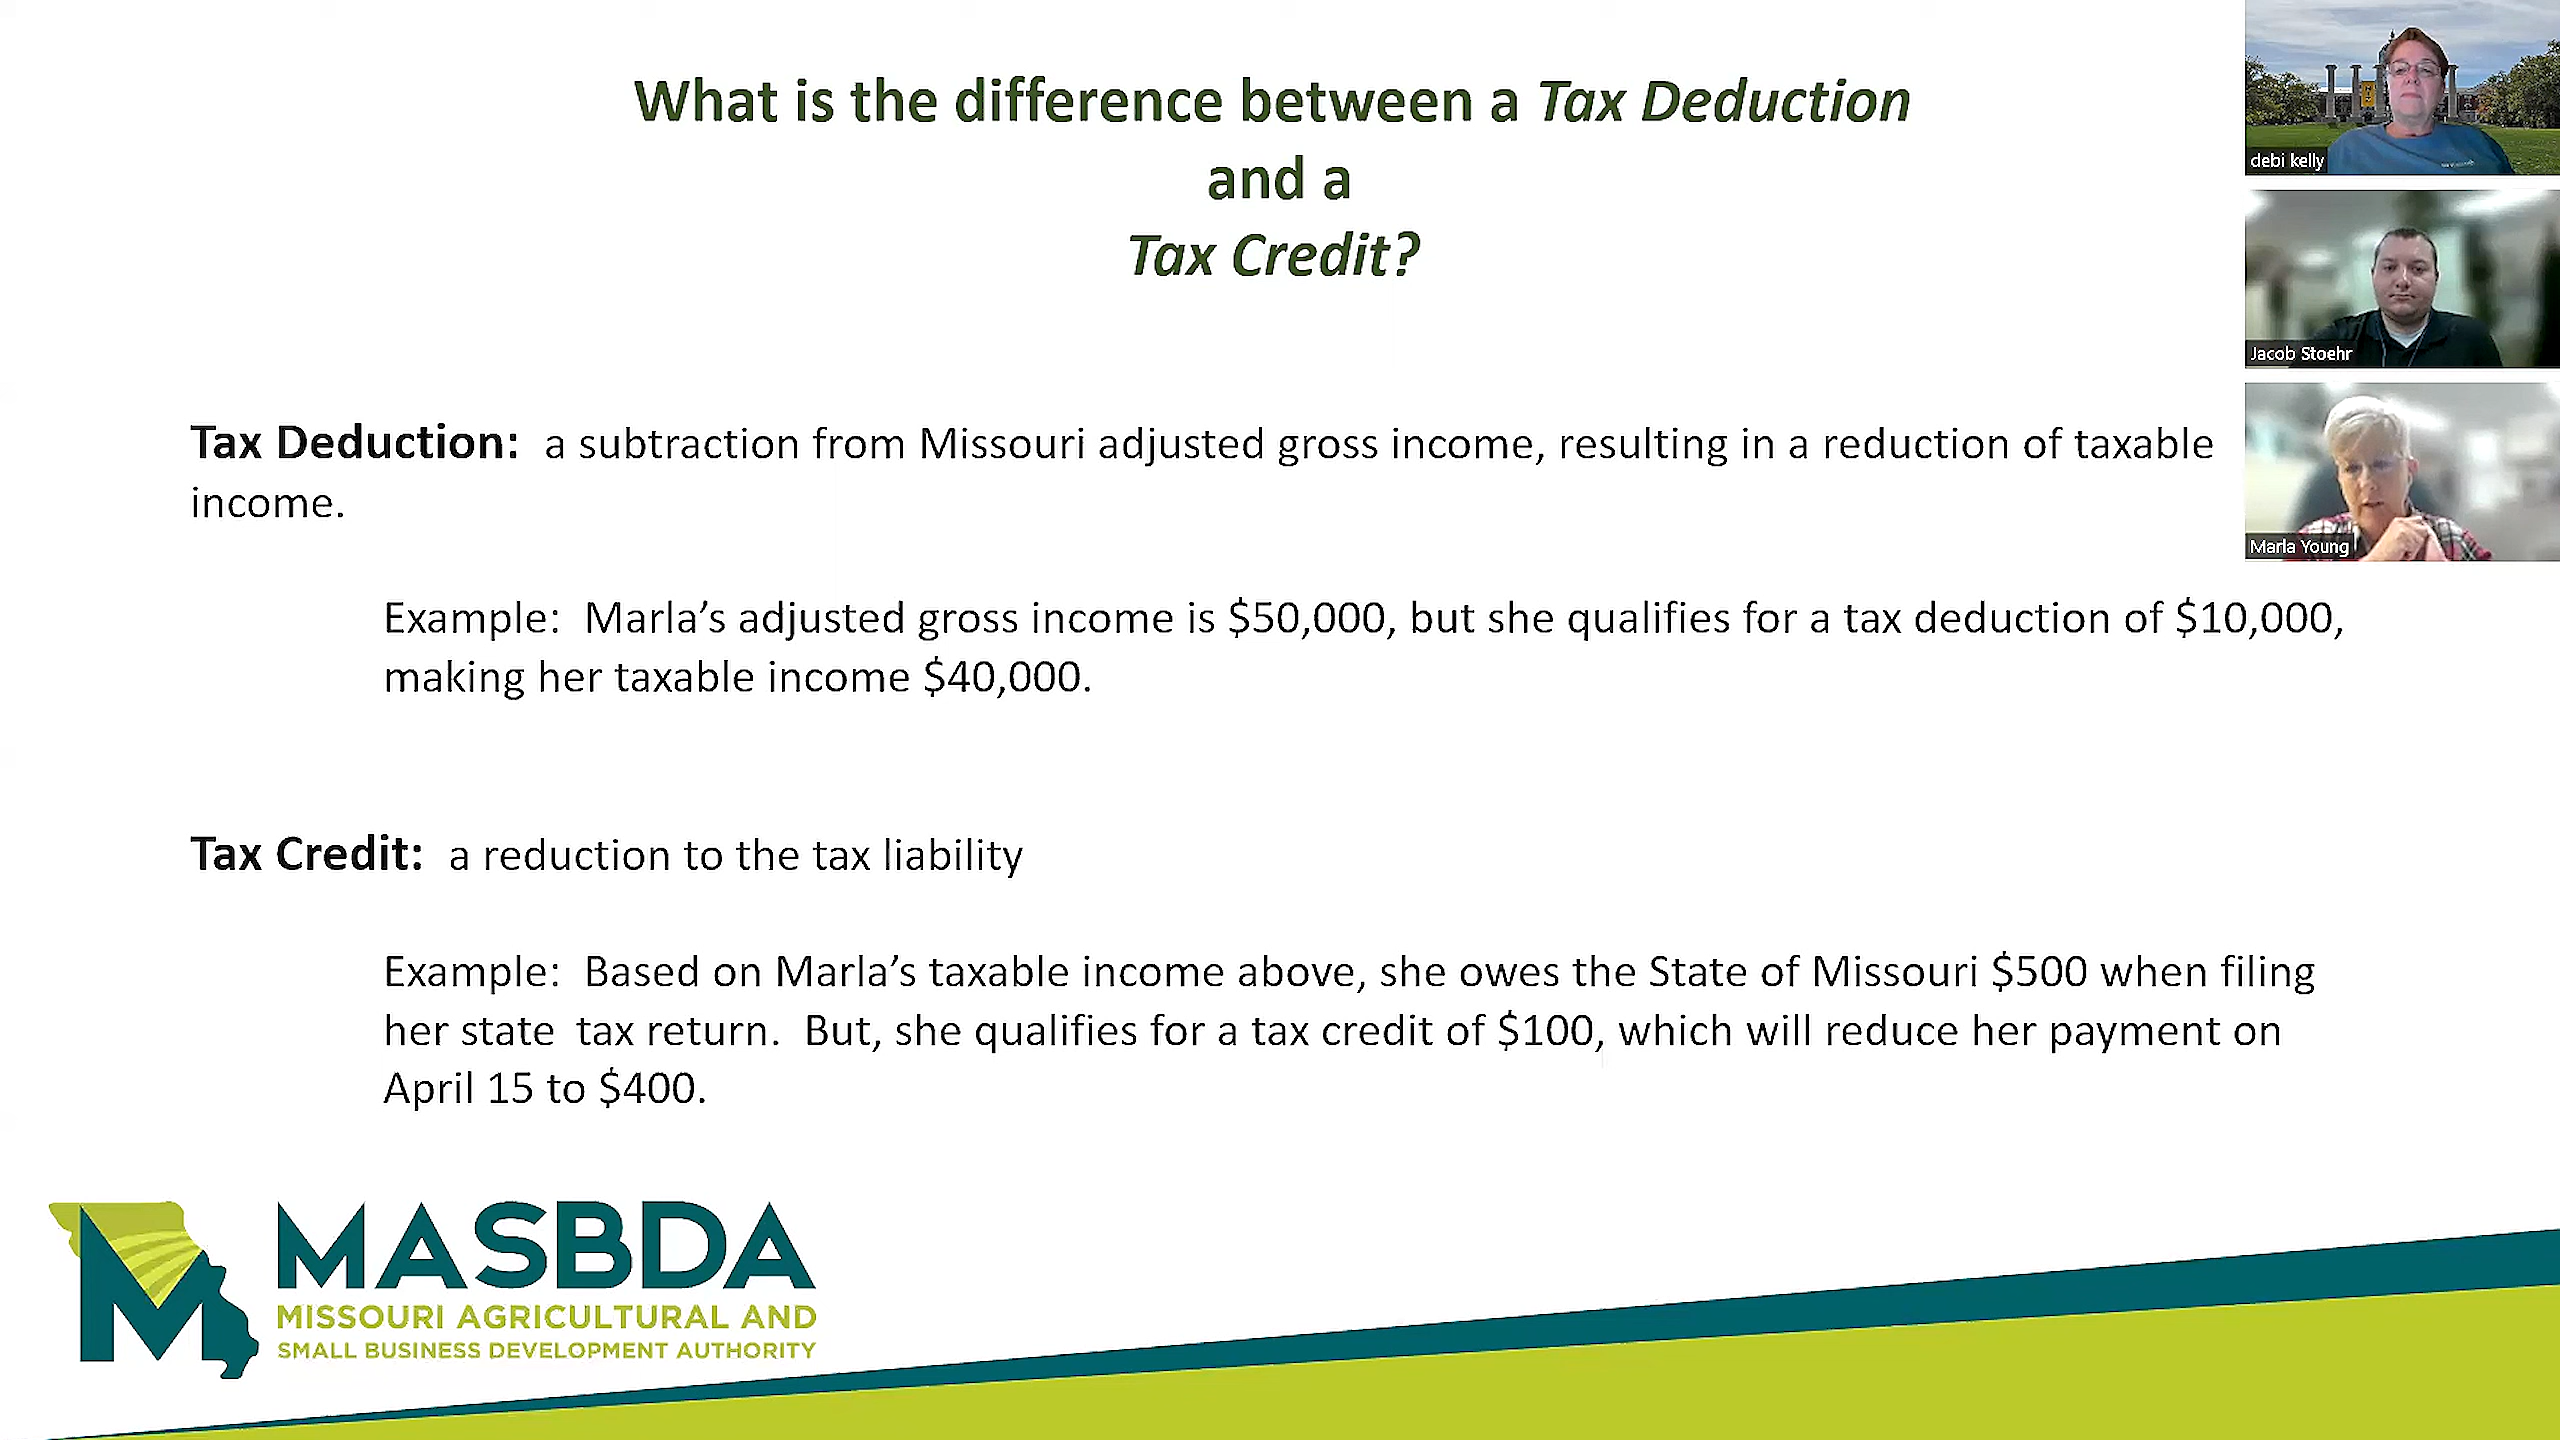 What is the difference between a Tax Deduction
and a
Tax Credit?
debi kelly
Jacob Stoehr
Marla Young
Tax Deduction: a subtraction from Missouri adjusted gross income, resulting in a reduction of taxable
income.
Example: Marla’s adjusted gross income is $50,000, but she qualifies for a tax deduction of $10,000,
making her taxable income $40,000.
Tax Credit: a reduction to the tax liability
Example: Based on Marla’s taxable income above, she owes the State of Missouri $500 when filing
her state tax return. But, she qualifies for a tax credit of $100, which will reduce her payment on
April 15 to $400.
MASBDA
MISSOURI AGRICULTURAL AND
SMALL BUSINESS DEVELOPMENT AUTHORITY